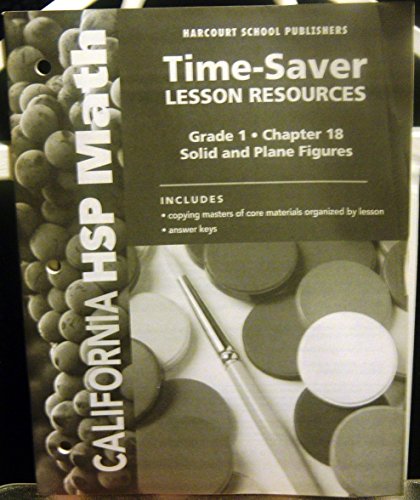 HARCOURT SCHOOL PUBLISHERS
Time-Saver
LESSON RESOURCES
Grade 1 • Chapter 18
Solid and Plane Figures
INCLUDES
• copying masters of core materials organized by lesson
• answer keys
CALIFORNIA HSP Math